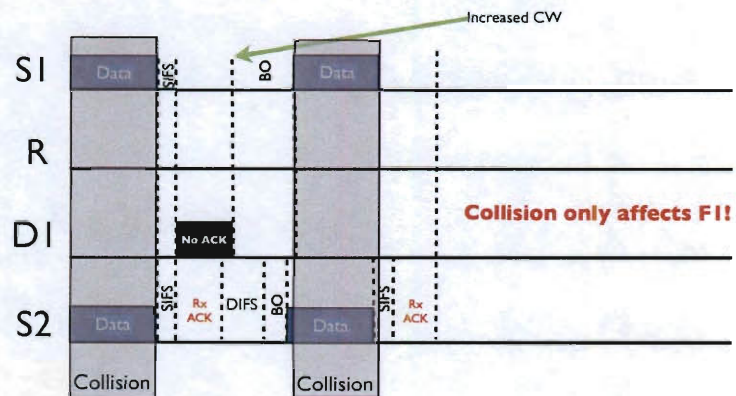 Increased CW
S1 Data SIFS BO Data
R
Collision only affects F1!
D1 No ACK
S2 Data SIFS Rx ACK DIFS BO Data SIFS Rx ACK
Collision Collision